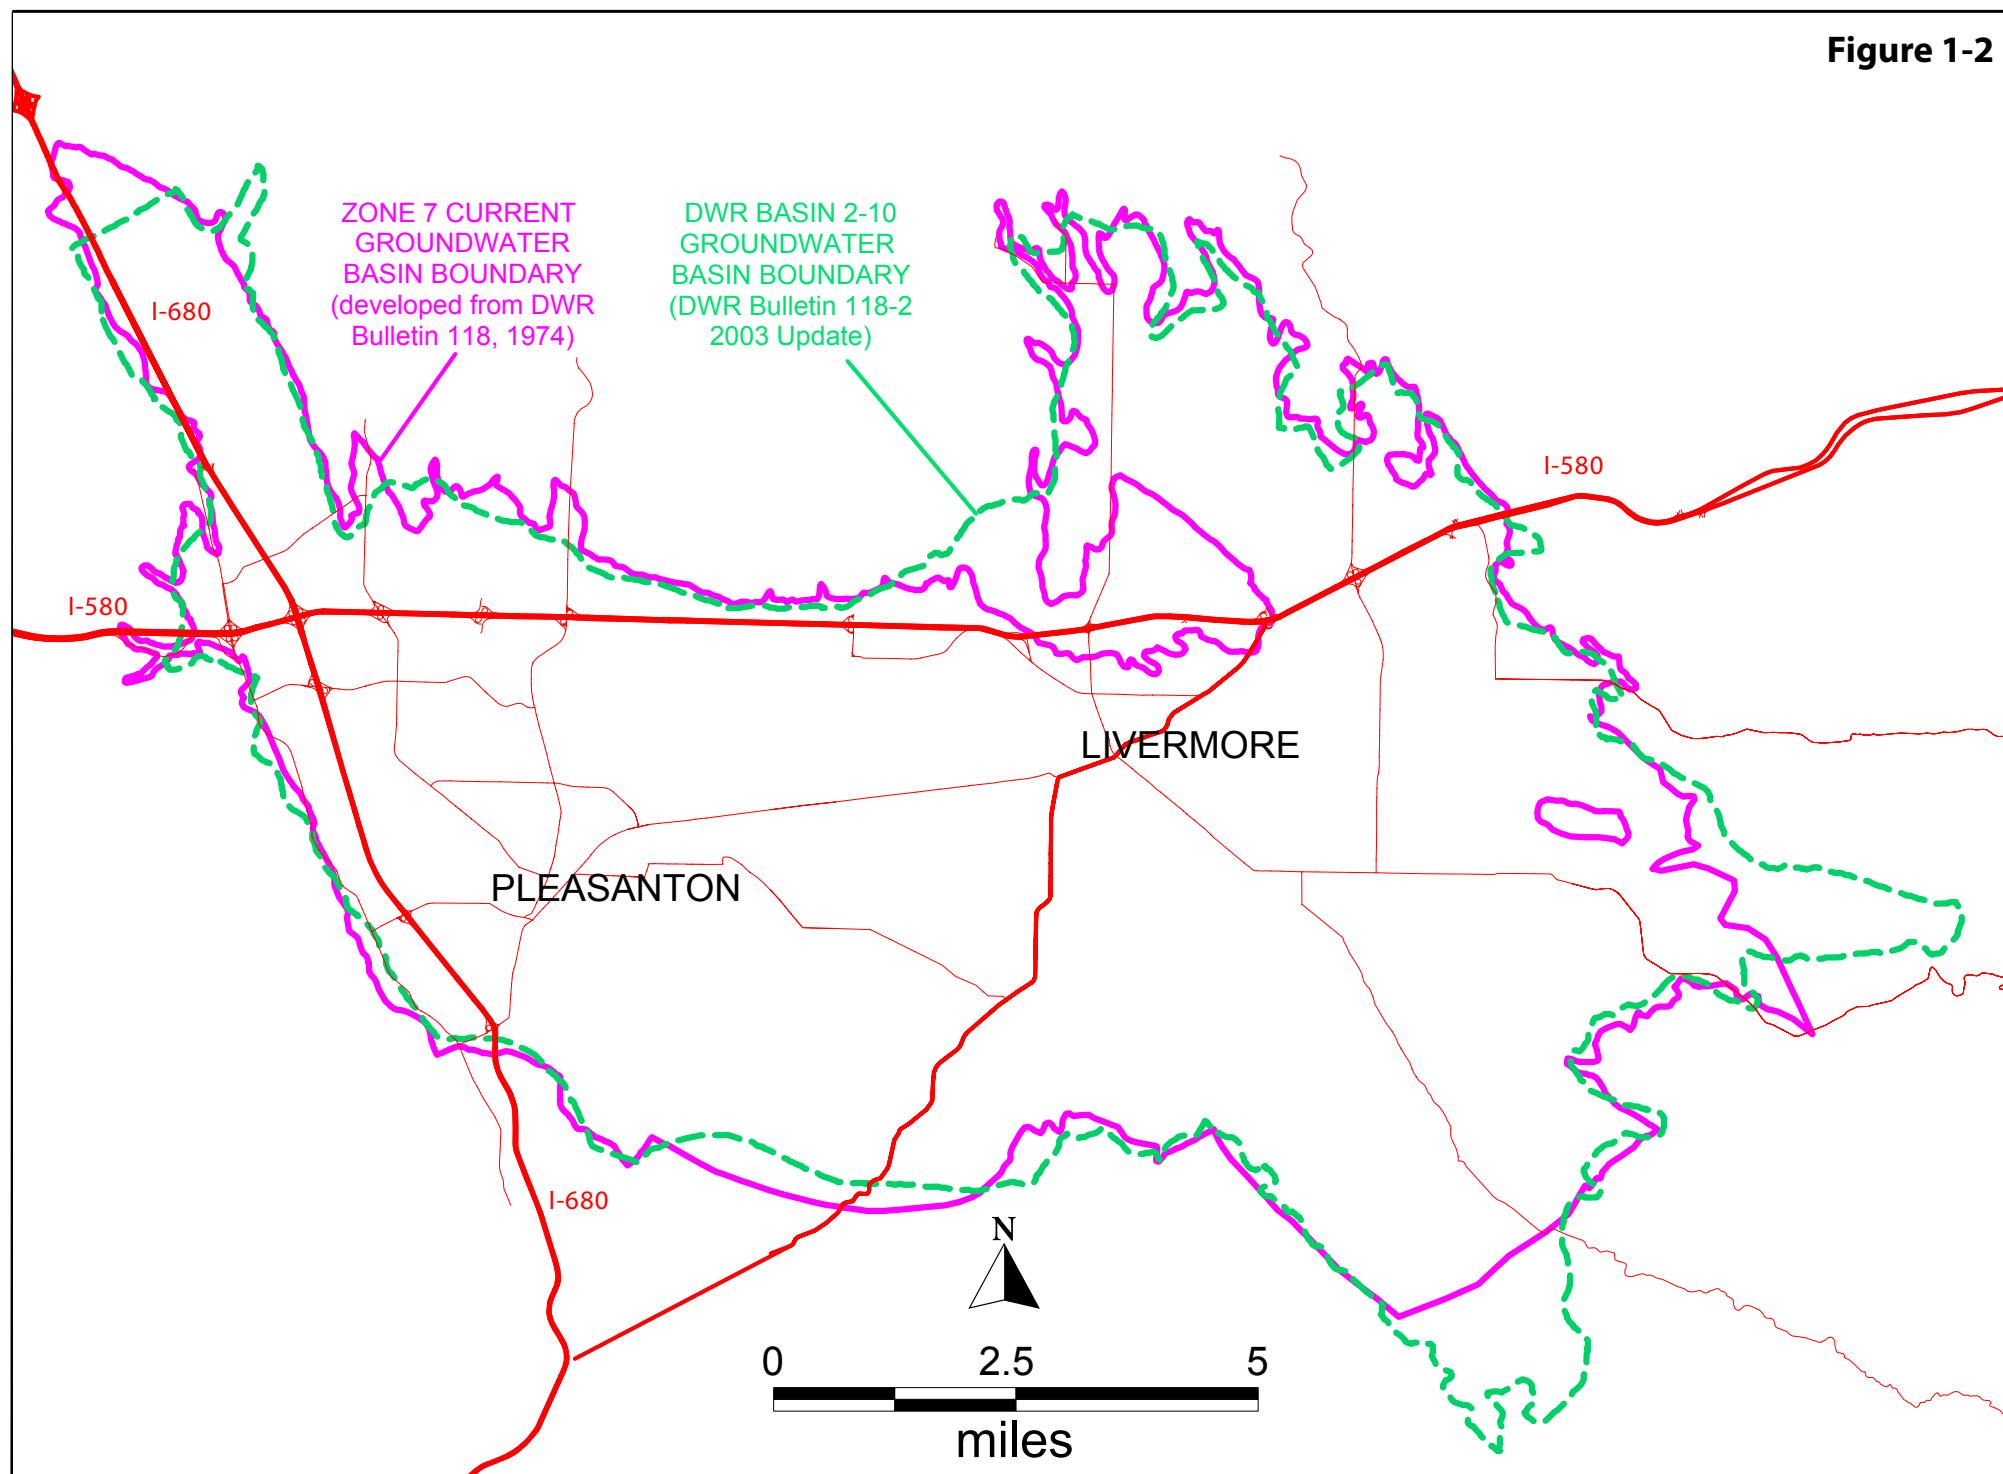 Figure 1-2
ZONE 7 CURRENT
GROUNDWATER
BASIN BOUNDARY
(developed from DWR
Bulletin 118, 1974)
DWR BASIN 2-10
GROUNDWATER
BASIN BOUNDARY
(DWR Bulletin 118-2
2003 Update)
I-680
I-580
I-580
LIVERMORE
PLEASANTON
I-680
N
0 2.5 5
miles